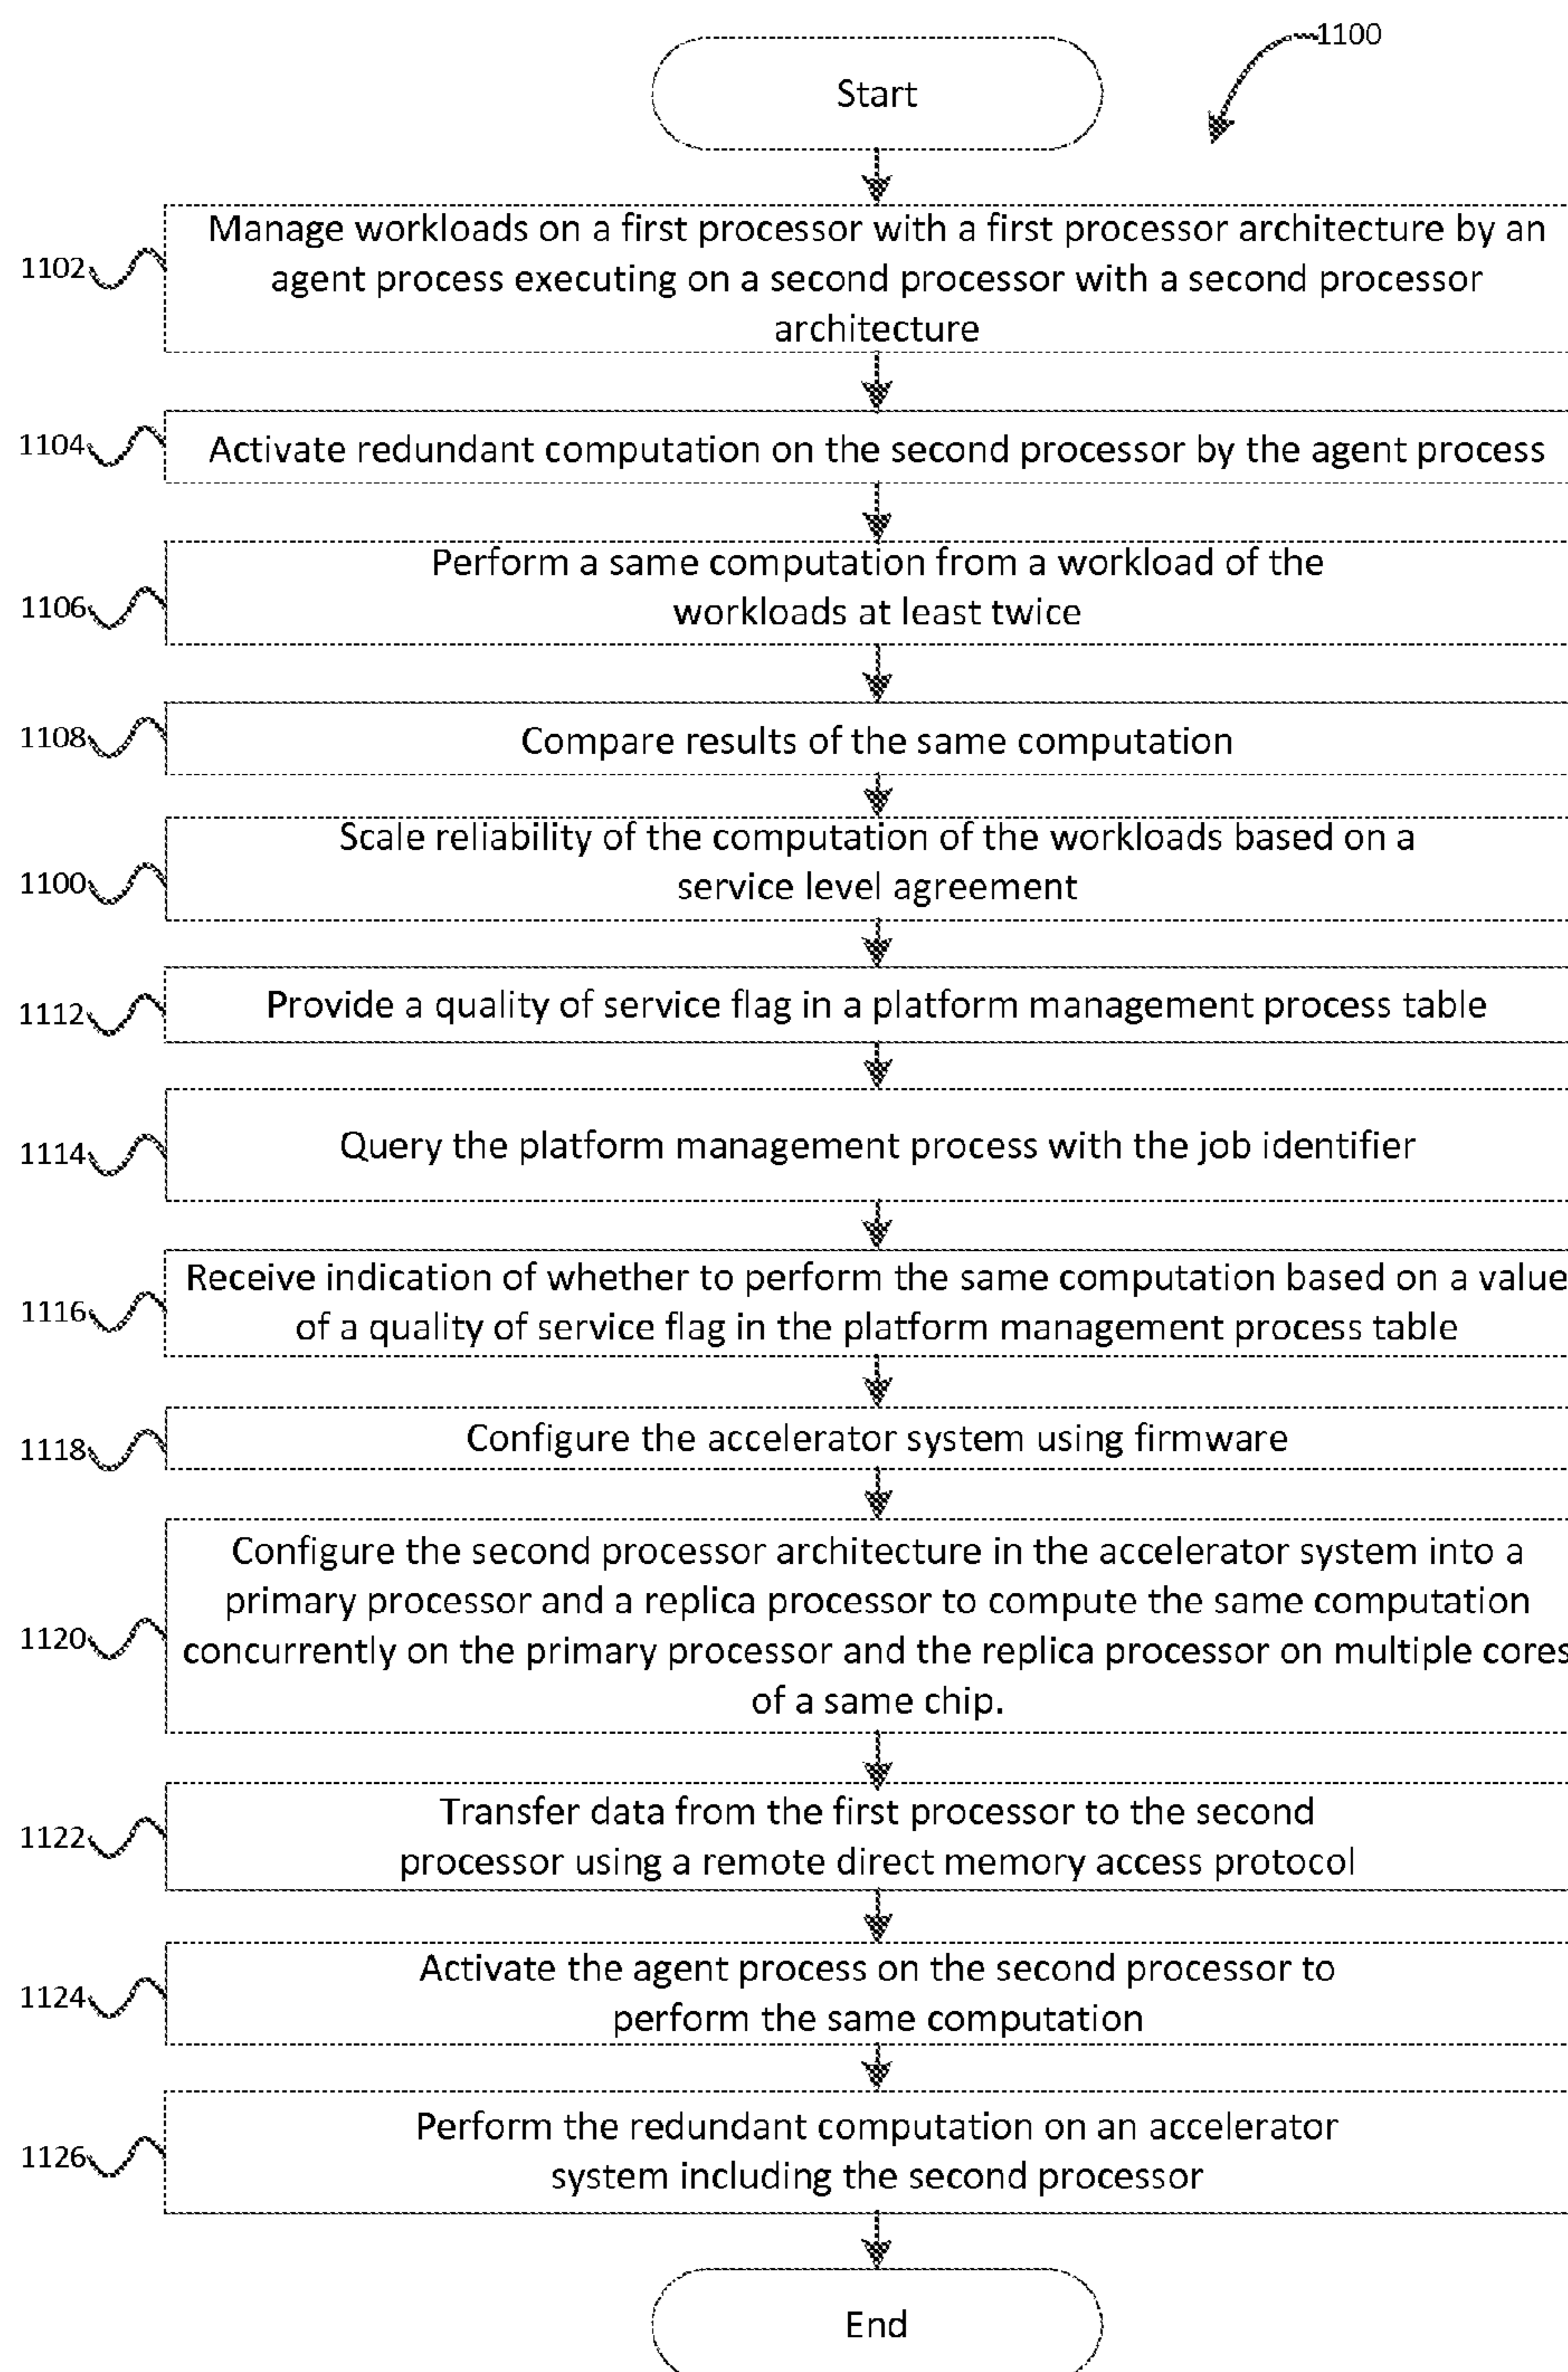 1100
Start
1102
Manage workloads on a first processor with a first processor architecture by an
agent process executing on a second processor with a second processor
architecture
1104
Activate redundant computation on the second processor by the agent process
1106
Perform a same computation from a workload of the
workloads at least twice
1108
Compare results of the same computation
1100
Scale reliability of the computation of the workloads based on a
service level agreement
1112
Provide a quality of service flag in a platform management process table
1114
Query the platform management process with the job identifier
1116
Receive indication of whether to perform the same computation based on a value
of a quality of service flag in the platform management process table
1118
Configure the accelerator system using firmware
1120
Configure the second processor architecture in the accelerator system into a
primary processor and a replica processor to compute the same computation
concurrently on the primary processor and the replica processor on multiple cores
of a same chip.
1122
Transfer data from the first processor to the second
processor using a remote direct memory access protocol
1124
Activate the agent process on the second processor to
perform the same computation
1126
Perform the redundant computation on an accelerator
system including the second processor
End